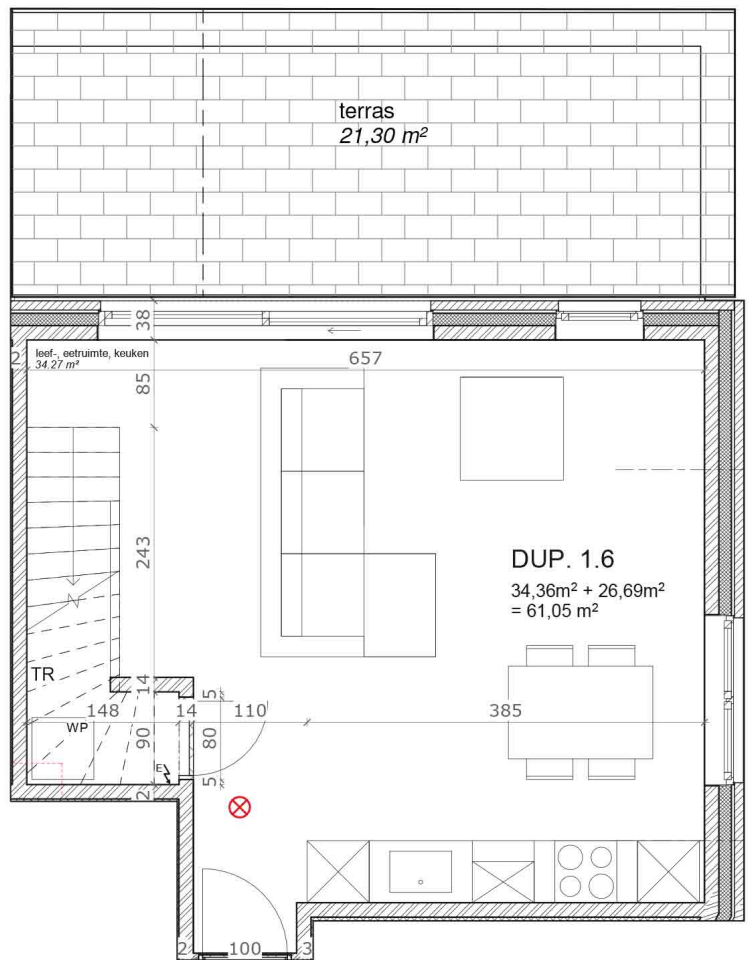 terras
21,30 m²
38
2
leef-, eetruimte, keuken
34.27 m²
657
85
243
DUP. 1.6
34,36m² + 26,69m²
= 61,05 m²
TR
14
5
148
14
110
385
WP
90
80
E
5
2
2
100
3